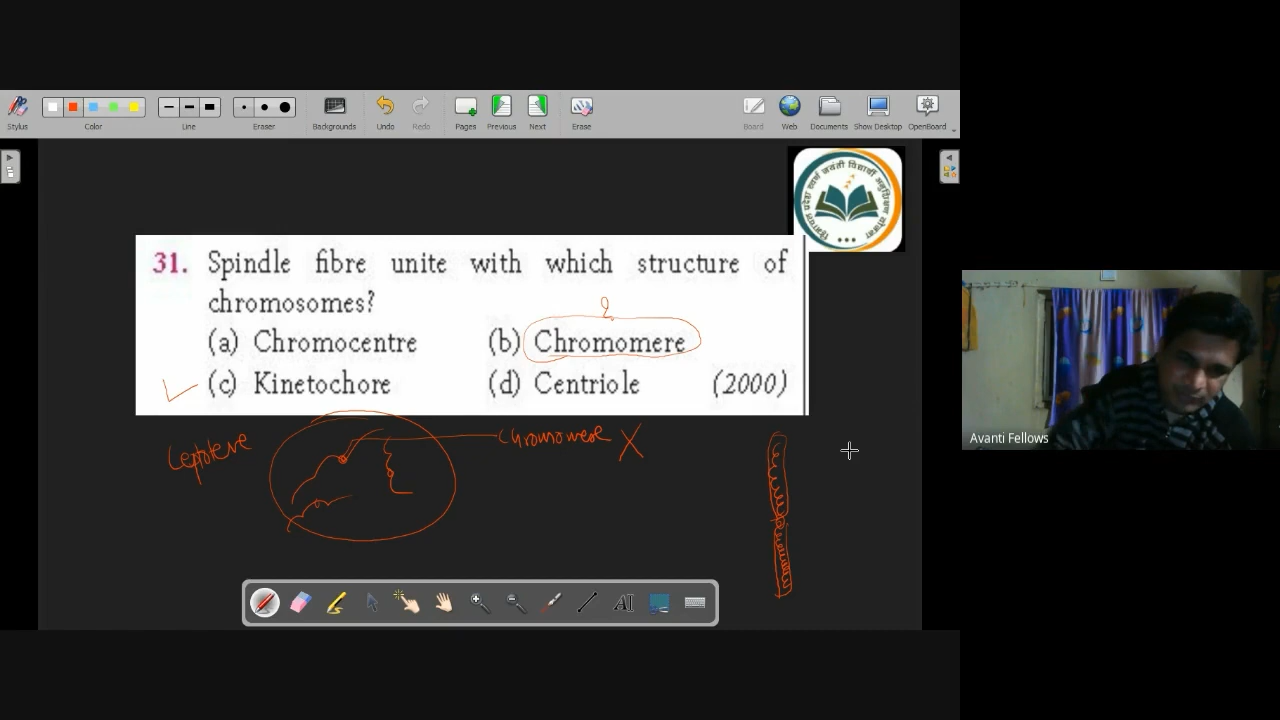 Stylus
Color
Line
Eraser
Backgrounds
Undo
Redo
Pages
Previous
Next
Erase
Board
Web
Documents
Show Desktop
OpenBoard
31. Spindle fibre unite with which structure of
chromosomes?
(a) Chromocentre (b) Chromomere
(c) Kinetochore (d) Centriole (2000)
Leptotene
chromomere X
Avanti Fellows
AI